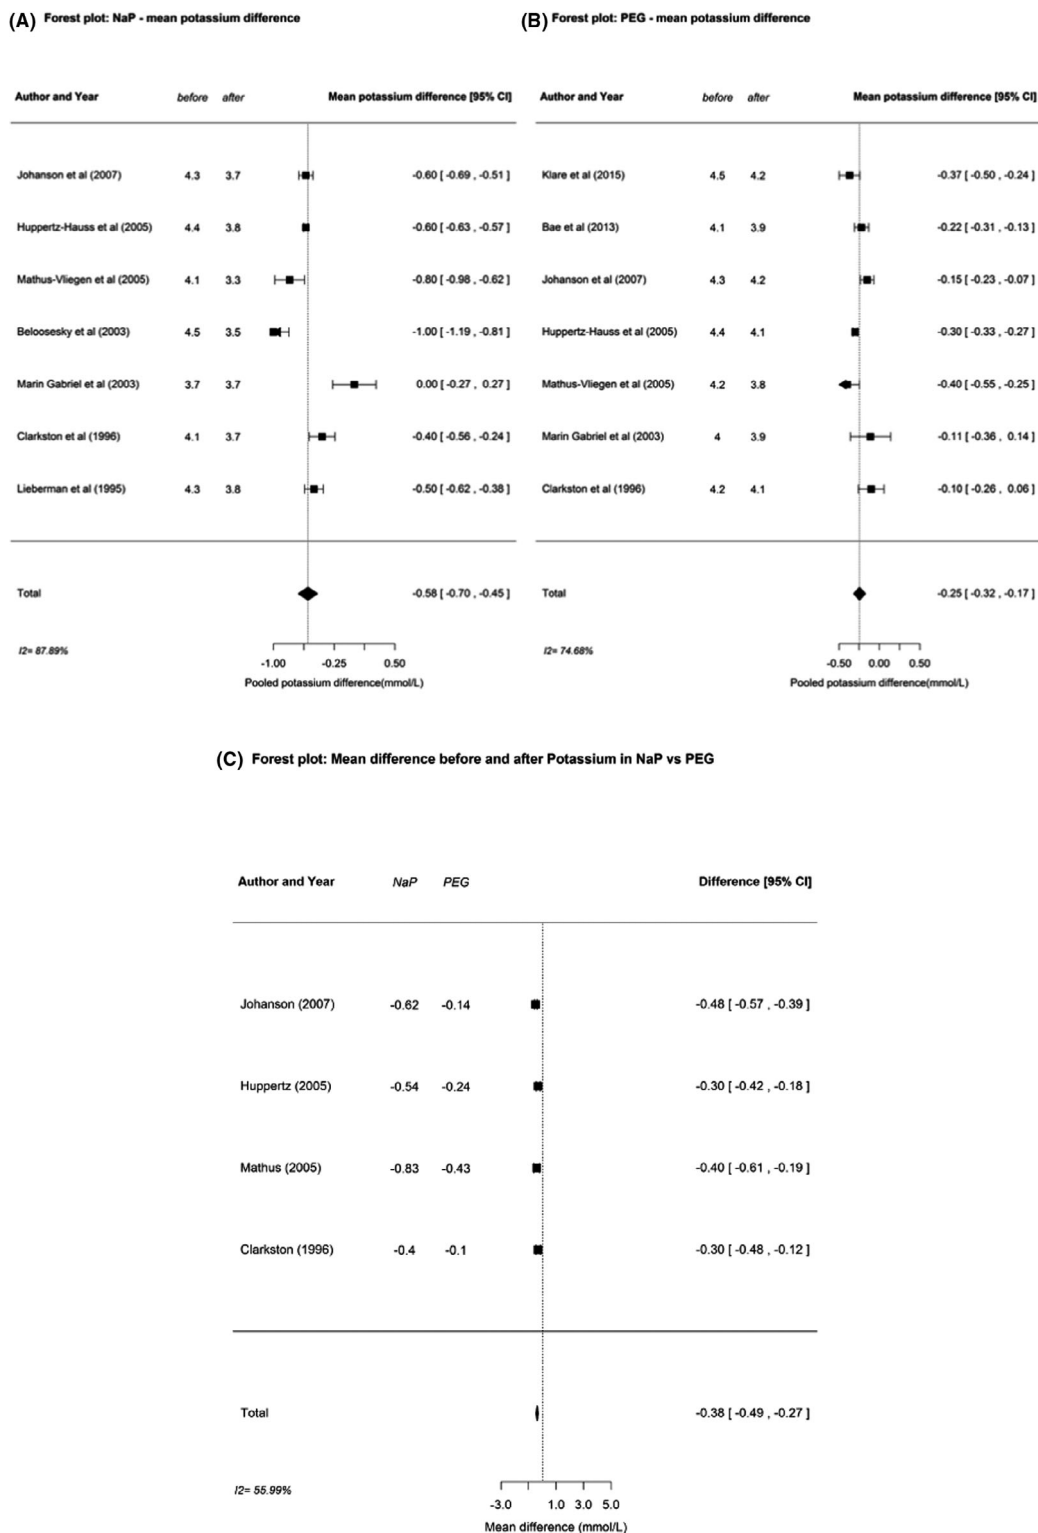 (A) Forest plot: NaP - mean potassium difference
Author and Year before after Mean potassium difference [95% CI]
Johanson et al (2007) 4.3 3.7 -0.60 [ -0.69 , -0.51 ]
Huppertz-Hauss et al (2005) 4.4 3.8 -0.60 [ -0.63 , -0.57 ]
Mathus-Vliegen et al (2005) 4.1 3.3 -0.80 [ -0.98 , -0.62 ]
Beloosesky et al (2003) 4.5 3.5 -1.00 [ -1.19 , -0.81 ]
Marin Gabriel et al (2003) 3.7 3.7 0.00 [ -0.27 , 0.27 ]
Clarkston et al (1996) 4.1 3.7 -0.40 [ -0.56 , -0.24 ]
Lieberman et al (1995) 4.3 3.8 -0.50 [ -0.62 , -0.38 ]
Total -0.58 [ -0.70 , -0.45 ]
I2= 87.89%
-1.00 -0.25 0.50
Pooled potassium difference(mmol/L)
(B) Forest plot: PEG - mean potassium difference
Author and Year before after Mean potassium difference [95% CI]
Klare et al (2015) 4.5 4.2 -0.37 [ -0.50 , -0.24 ]
Bae et al (2013) 4.1 3.9 -0.22 [ -0.31 , -0.13 ]
Johanson et al (2007) 4.3 4.2 -0.15 [ -0.23 , -0.07 ]
Huppertz-Hauss et al (2005) 4.4 4.1 -0.30 [ -0.33 , -0.27 ]
Mathus-Vliegen et al (2005) 4.2 3.8 -0.40 [ -0.55 , -0.25 ]
Marin Gabriel et al (2003) 4 3.9 -0.11 [ -0.36 , 0.14 ]
Clarkston et al (1996) 4.2 4.1 -0.10 [ -0.26 , 0.06 ]
Total -0.25 [ -0.32 , -0.17 ]
I2= 74.68%
-0.50 0.00 0.50
Pooled potassium difference(mmol/L)
(C) Forest plot: Mean difference before and after Potassium in NaP vs PEG
Author and Year NaP PEG Difference [95% CI]
Johanson (2007) -0.62 -0.14 -0.48 [ -0.57 , -0.39 ]
Huppertz (2005) -0.54 -0.24 -0.30 [ -0.42 , -0.18 ]
Mathus (2005) -0.83 -0.43 -0.40 [ -0.61 , -0.19 ]
Clarkston (1996) -0.4 -0.1 -0.30 [ -0.48 , -0.12 ]
Total -0.38 [ -0.49 , -0.27 ]
I2= 55.99%
-3.0 1.0 3.0 5.0
Mean difference (mmol/L)